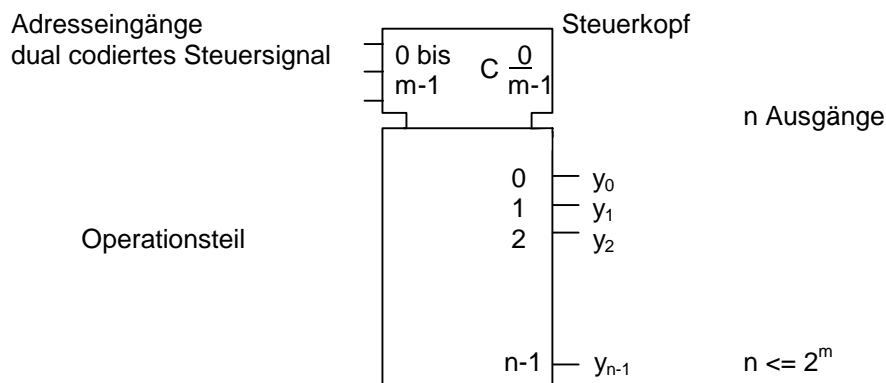 Adresseingänge
dual codiertes Steuersignal
Steuerkopf
0 bis
m-1
C 0
m-1
n Ausgänge
Operationsteil
0 y0
1 y1
2 y2
n-1 yn-1
n <= 2^m